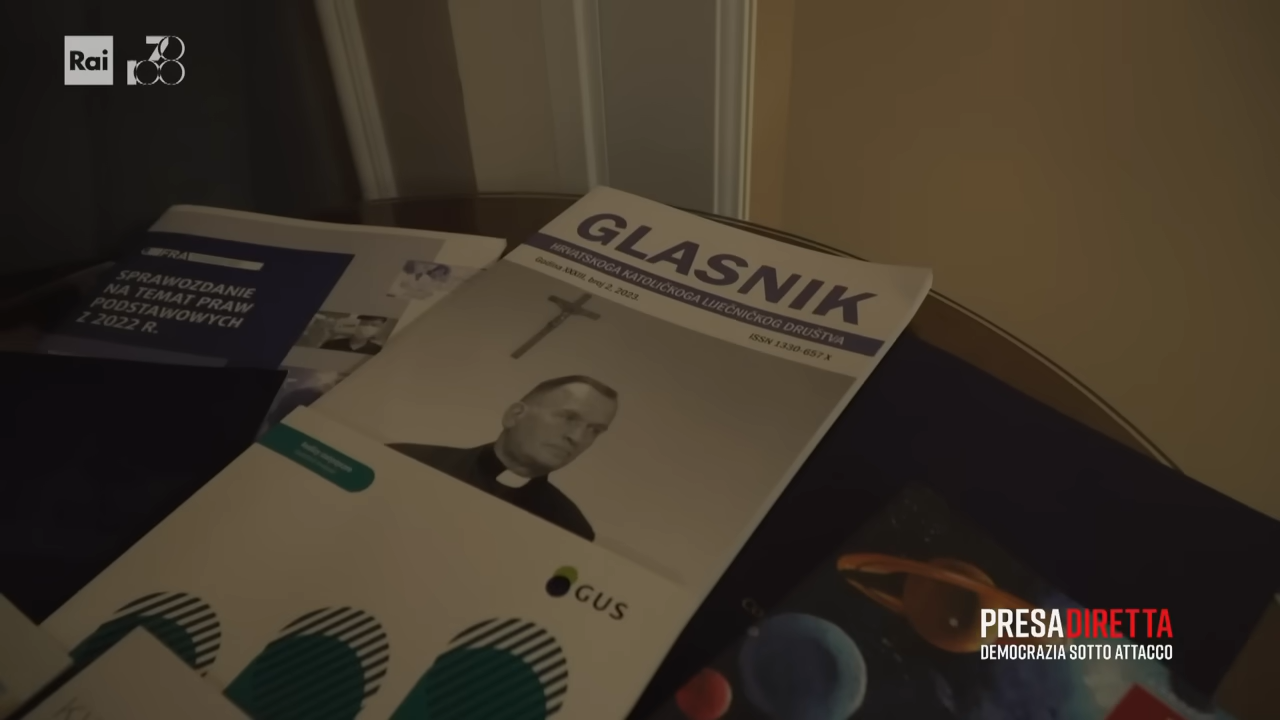 Rai
FRA
SPRAWOZDANIE
NA TEMAT PRAW
PODSTAWOWYCH
Z 2022 R.
GLASNIK
HRVATSKOGA KATOLIČKOGA LIJEČNIČKOG DRUŠTVA
Godina XXXIII, broj 2, 2023.
ISSN 1330-657 X
GUS
PRESADIRETTA
DEMOCRAZIA SOTTO ATTACCO